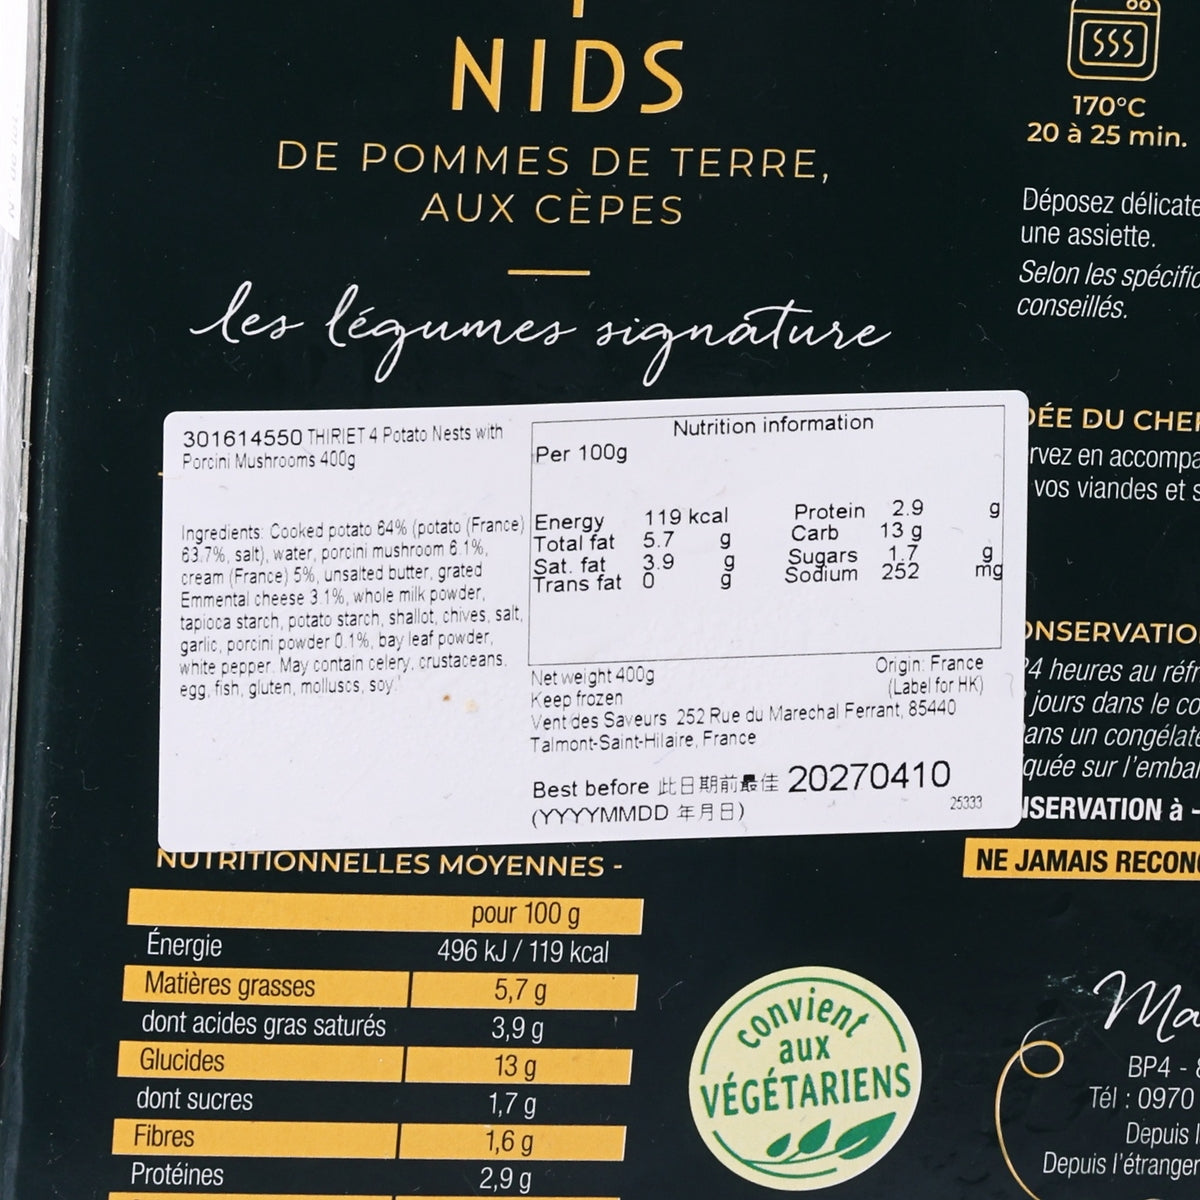 NIDS
DE POMMES DE TERRE,
AUX CÈPES
les légumes signature
170°C
20 à 25 min.
Déposez délicate
une assiette.
Selon les spécific
conseillés.
301614550 THIRIET 4 Potato Nests with
Porcini Mushrooms 400g
Ingredients: Cooked potato 64% (potato (France)
63.7%, salt), water, porcini mushroom 6.1%,
cream (France) 5%, unsalted butter, grated
Emmental cheese 3.1%, whole milk powder,
tapioca starch, potato starch, shallot, chives, salt,
garlic, porcini powder 0.1%, bay leaf powder,
white pepper. May contain celery, crustaceans,
egg, fish, gluten, molluscs, soy.
Nutrition information
Per 100g
Energy 119 kcal Protein 2.9 g
Total fat 5.7 g Carb 13 g
Sat. fat 3.9 g Sugars 1.7 g
Trans fat 0 g Sodium 252 mg
Net weight 400g Origin: France
Keep frozen (Label for HK)
Vent des Saveurs 252 Rue du Marechal Ferrant, 85440
Talmont-Saint-Hilaire, France
Best before 此日期前最佳 20270410
(YYYYMMDD 年月日) 25333
DÉE DU CHEF
rvez en accompa
vos viandes et s
ONSERVATIO
24 heures au réfr
jours dans le co
ans un congélate
quée sur l'embal
NSERVATION à -
NE JAMAIS RECONG
NUTRITIONNELLES MOYENNES -
pour 100 g
Énergie 496 kJ / 119 kcal
Matières grasses 5,7 g
dont acides gras saturés 3,9 g
Glucides 13 g
dont sucres 1,7 g
Fibres 1,6 g
Protéines 2,9 g
convient
aux
VÉGÉTARIENS
Ma
BP4 - 8
Tél : 0970
Depuis l
Depuis l'étranger